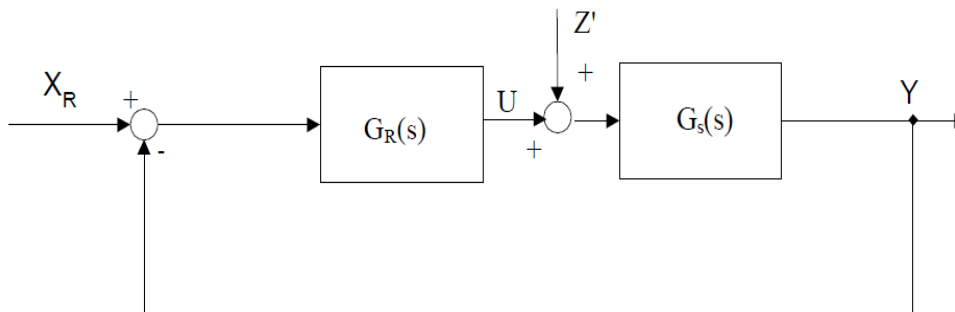 Z'
X_R
+
+
U
Y
G_R(s)
G_s(s)
+
-